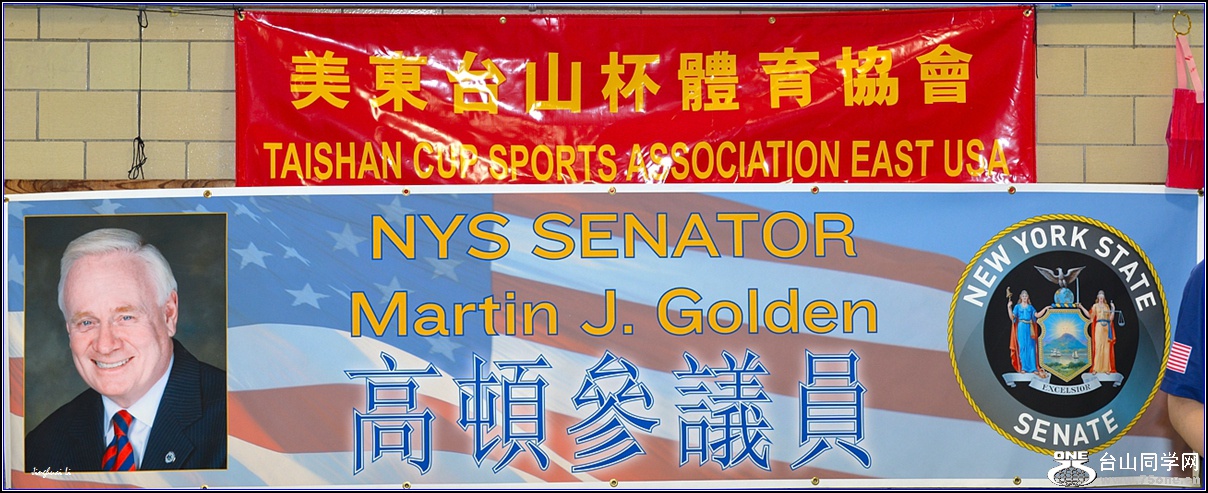 美東台山杯體育協會
TAISHAN CUP SPORTS ASSOCIATION EAST USA
NYS SENATOR
Martin J. Golden
高頓參議員
NEW YORK STATE
EXCELSIOR
SENATE
ONE
台山同学网